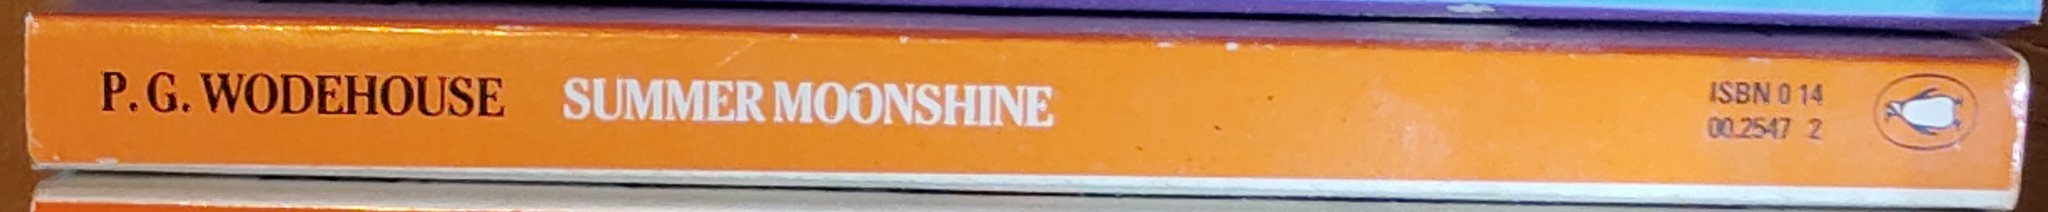 P. G. WODEHOUSE SUMMER MOONSHINE
ISBN 0 14
00.2547 2